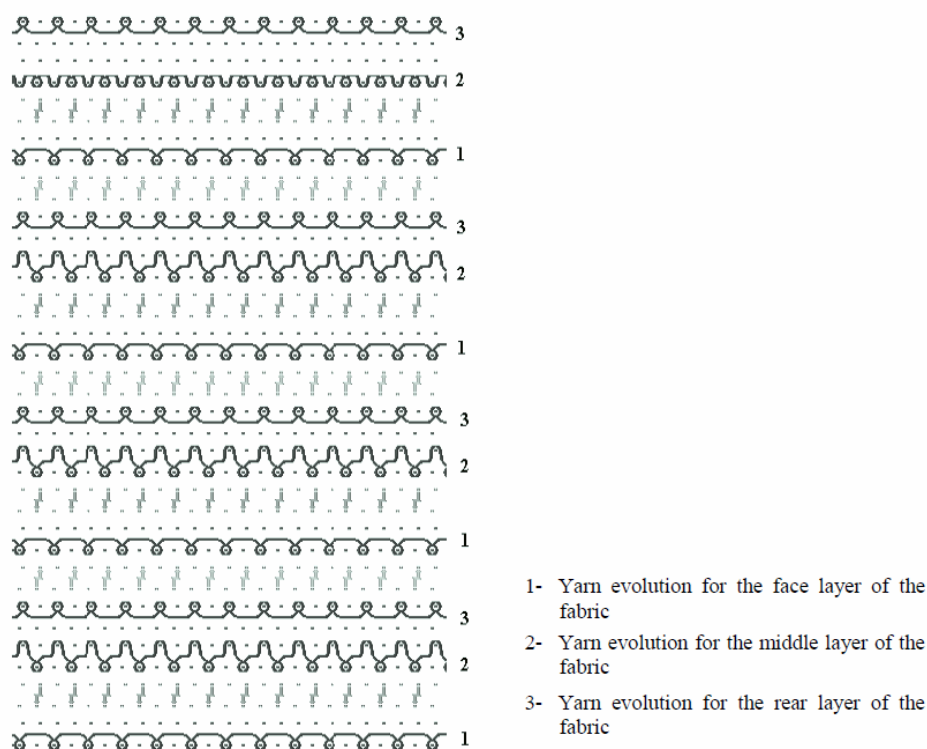 3
2
1
3
2
1
3
2
1
3
2
1
1- Yarn evolution for the face layer of the
fabric
2- Yarn evolution for the middle layer of the
fabric
3- Yarn evolution for the rear layer of the
fabric